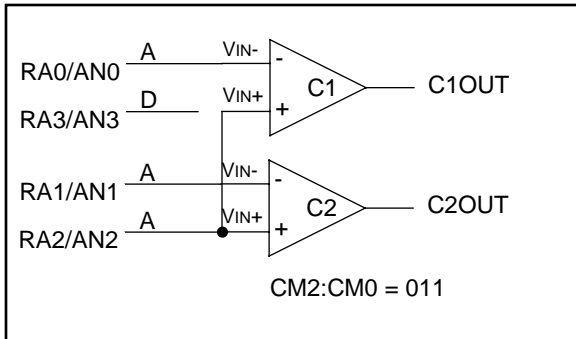 A VIN-
RA0/AN0 - C1 C1OUT
D VIN+
RA3/AN3 +
A VIN-
RA1/AN1 - C2 C2OUT
A VIN+
RA2/AN2 +
CM2:CM0 = 011